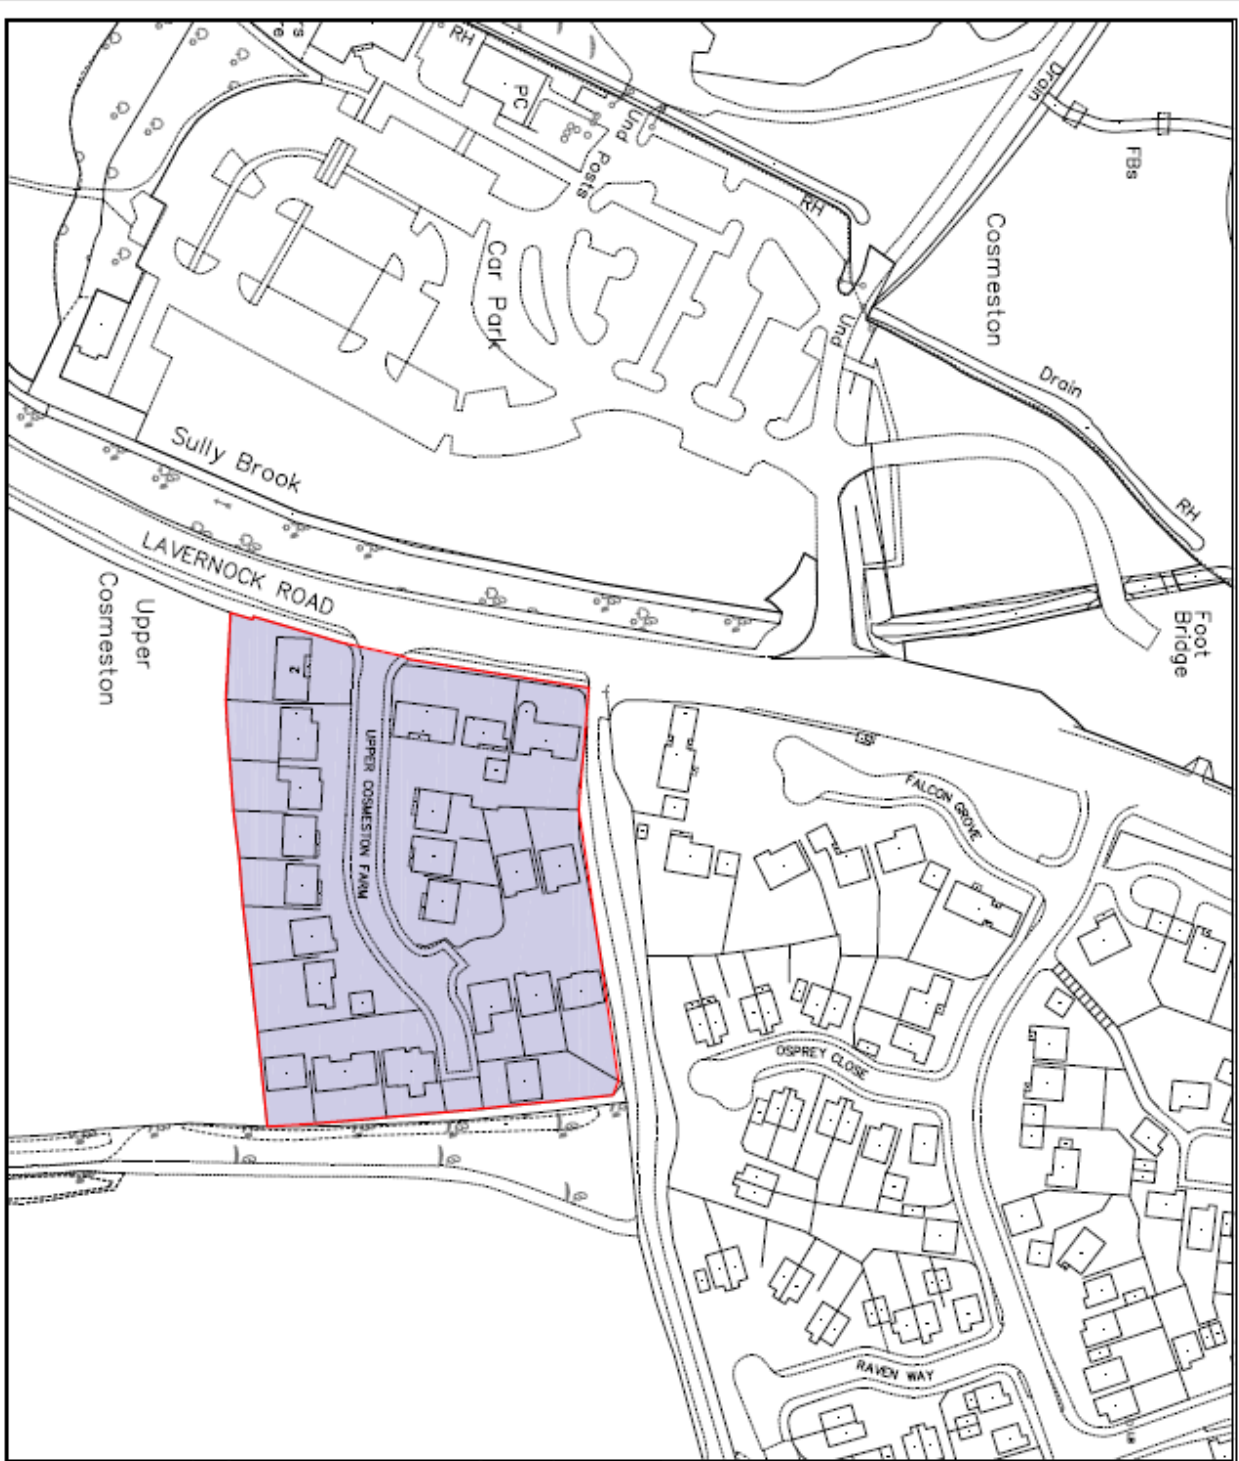 rs
e
RH
PC
Und
Posts
RH
Drain
FBs
Cosmeston
Car Park
Und
Drain
RH
Sully Brook
LAVERNOCK ROAD
Upper
Cosmeston
Foot
Bridge
2
UPPER COSMESTON FARM
FALCON GROVE
OSPREY CLOSE
RAVEN WAY